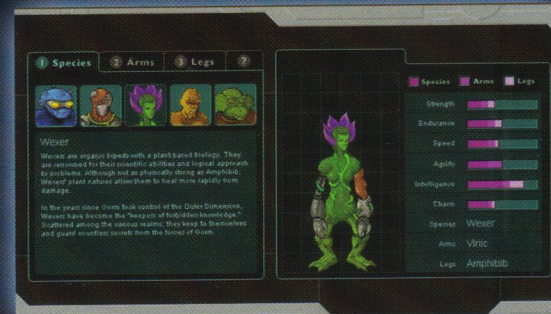 1 Species 2 Arms 3 Legs ?
Wexer
Wexers are organic bipeds with a plant-based biology. They
are renowned for their scientific abilities and logical approach
to problems. Although not as physically strong as Amphibib,
Wexers' plant natures allow them to heal more rapidly from
damage.
In the years since Gorm took control of the Outer Dimension,
Wexers have become the "keepers of forbidden knowledge."
Scattered among the various realms, they keep to themselves
and guard countless secrets from the forces of Gorm.
Species Arms Legs
Strength
Endurance
Speed
Agility
Intelligence
Charm
Species Wexer
Arms Vinic
Legs Amphibib